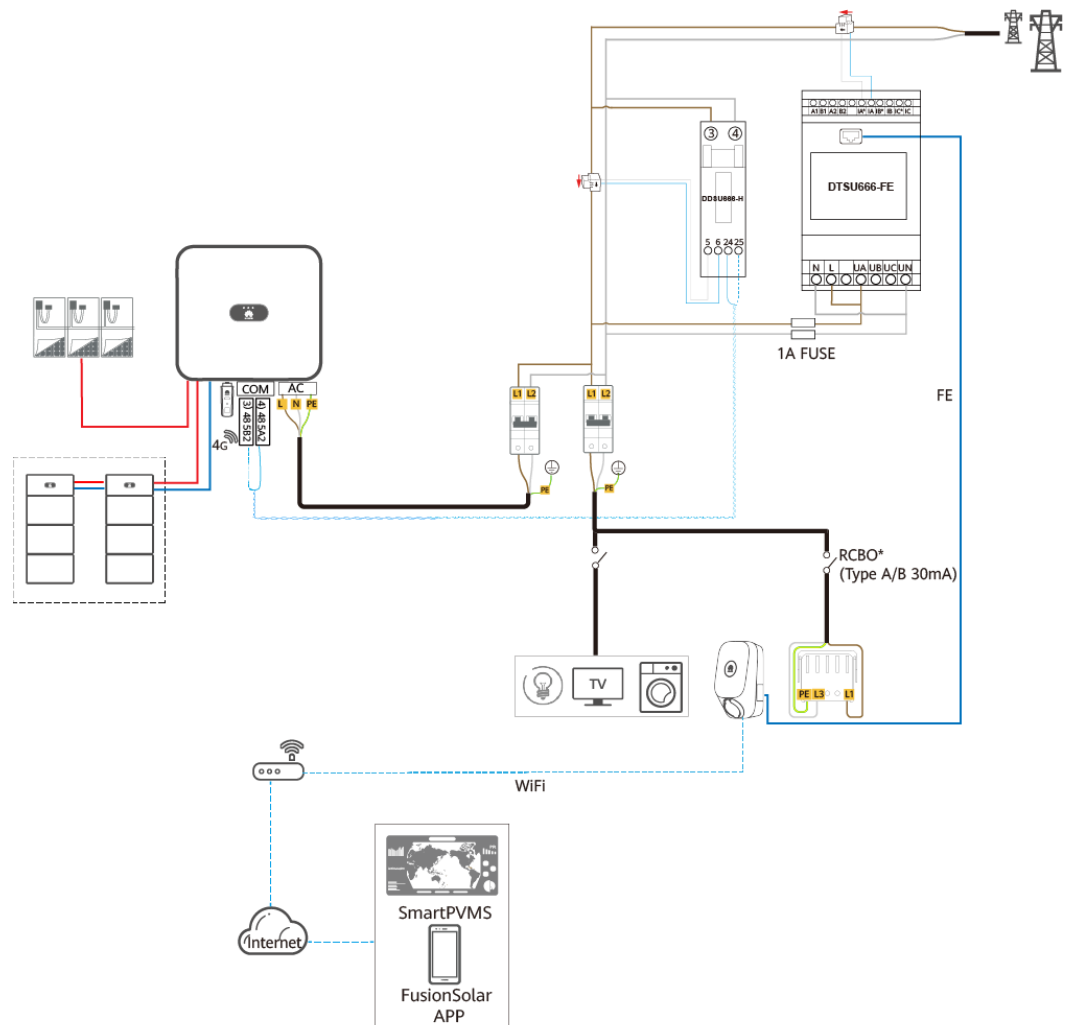 A1 B1 A2 B2 IA* IA IB* IB IC* IC
③ ④
DDSU666-H
DTSU666-FE
5 6 24 25
N L UA UB UC UN
1A FUSE
FE
COM AC
L N PE
3) 485B2
4) 485A2
4G
L1 L2
L1 L2
PE
PE
RCBO*
(Type A/B 30mA)
TV
PE L3 L1
WiFi
Internet
SmartPVMS
FusionSolar
APP